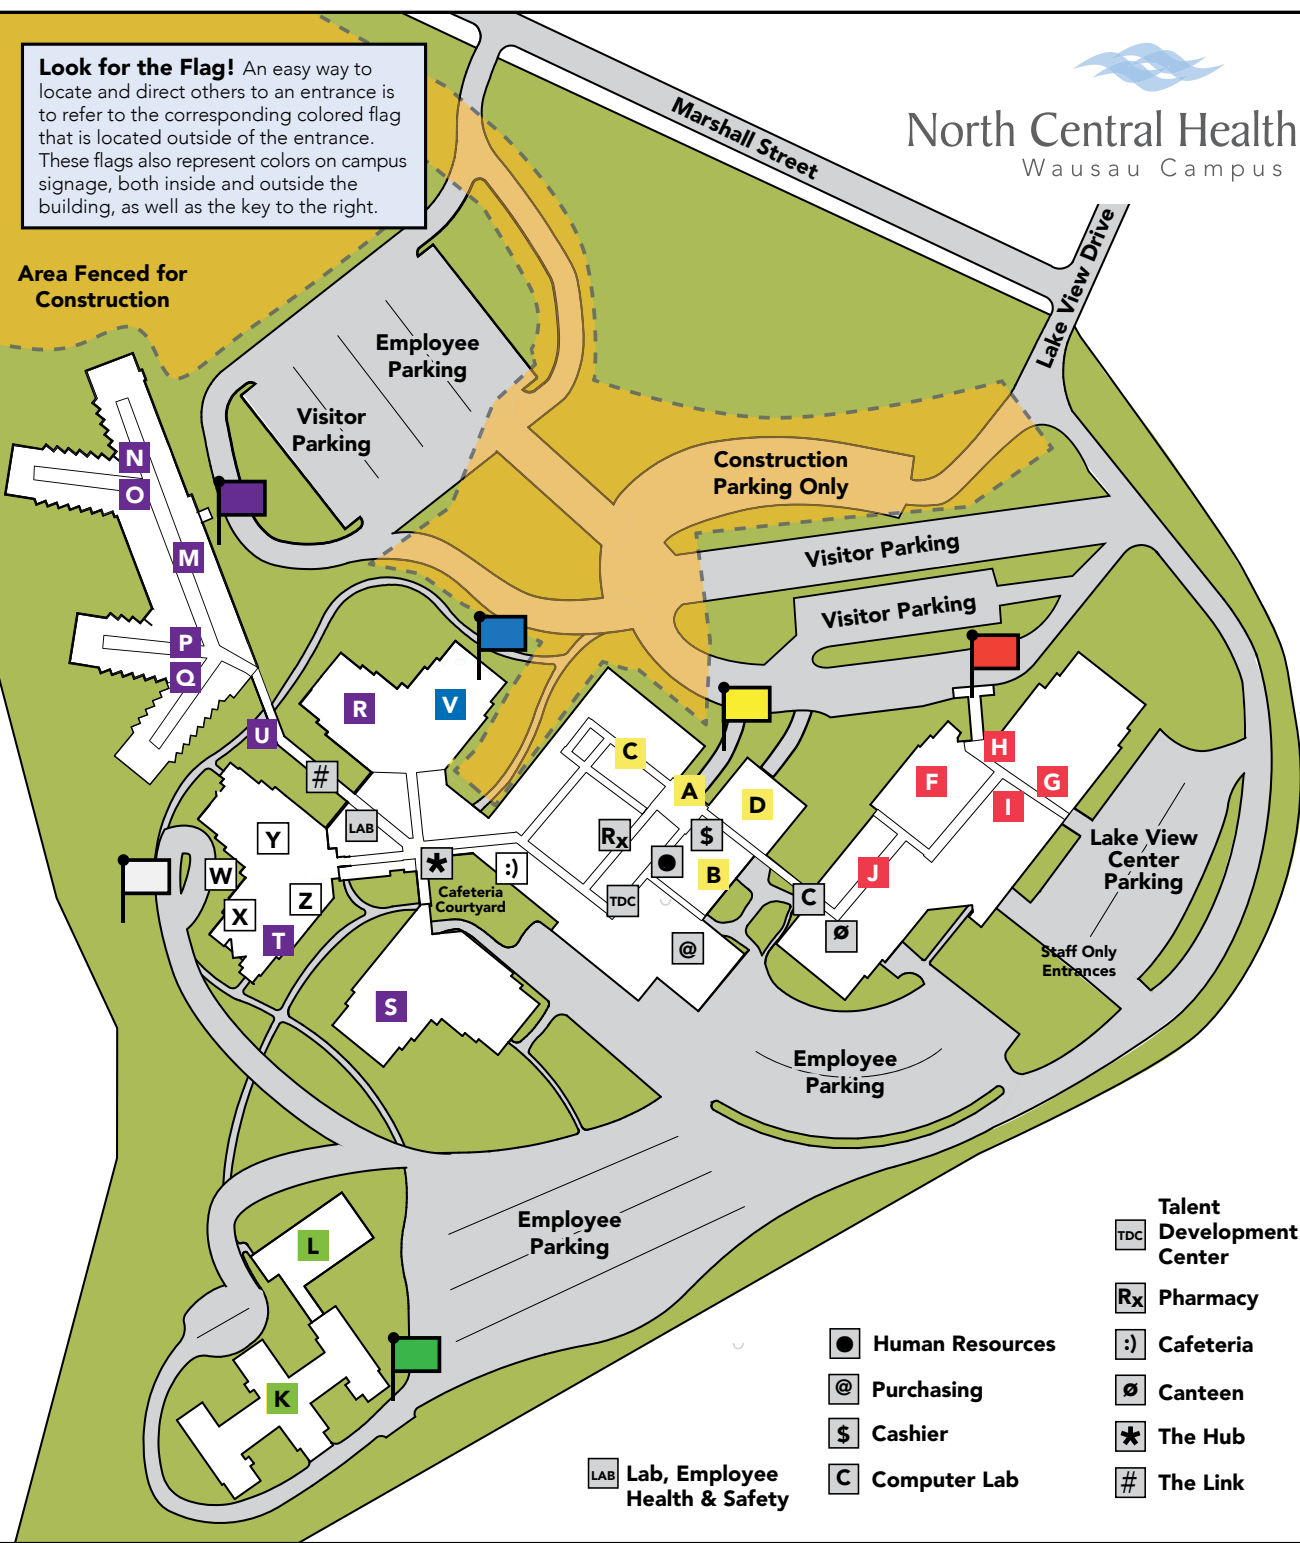 Look for the Flag! An easy way to
locate and direct others to an entrance is
to refer to the corresponding colored flag
that is located outside of the entrance.
These flags also represent colors on campus
signage, both inside and outside the
building, as well as the key to the right.
North Central Health
Wausau Campus
Marshall Street
Lake View Drive
Area Fenced for
Construction
Employee
Parking
Visitor
Parking
Construction
Parking Only
Visitor Parking
Visitor Parking
N
O
M
P
Q
R
V
U
#
LAB
Y
W
X
Z
T
*
:)
Cafeteria
Courtyard
S
C
A
D
Rx
$
●
B
TDC
@
C
Ø
F
H
G
I
J
Lake View
Center
Parking
Staff Only
Entrances
Employee
Parking
Employee
Parking
L
K
TDC Talent
Development
Center
Rx Pharmacy
:) Cafeteria
Ø Canteen
* The Hub
# The Link
● Human Resources
@ Purchasing
$ Cashier
C Computer Lab
LAB Lab, Employee
Health & Safety